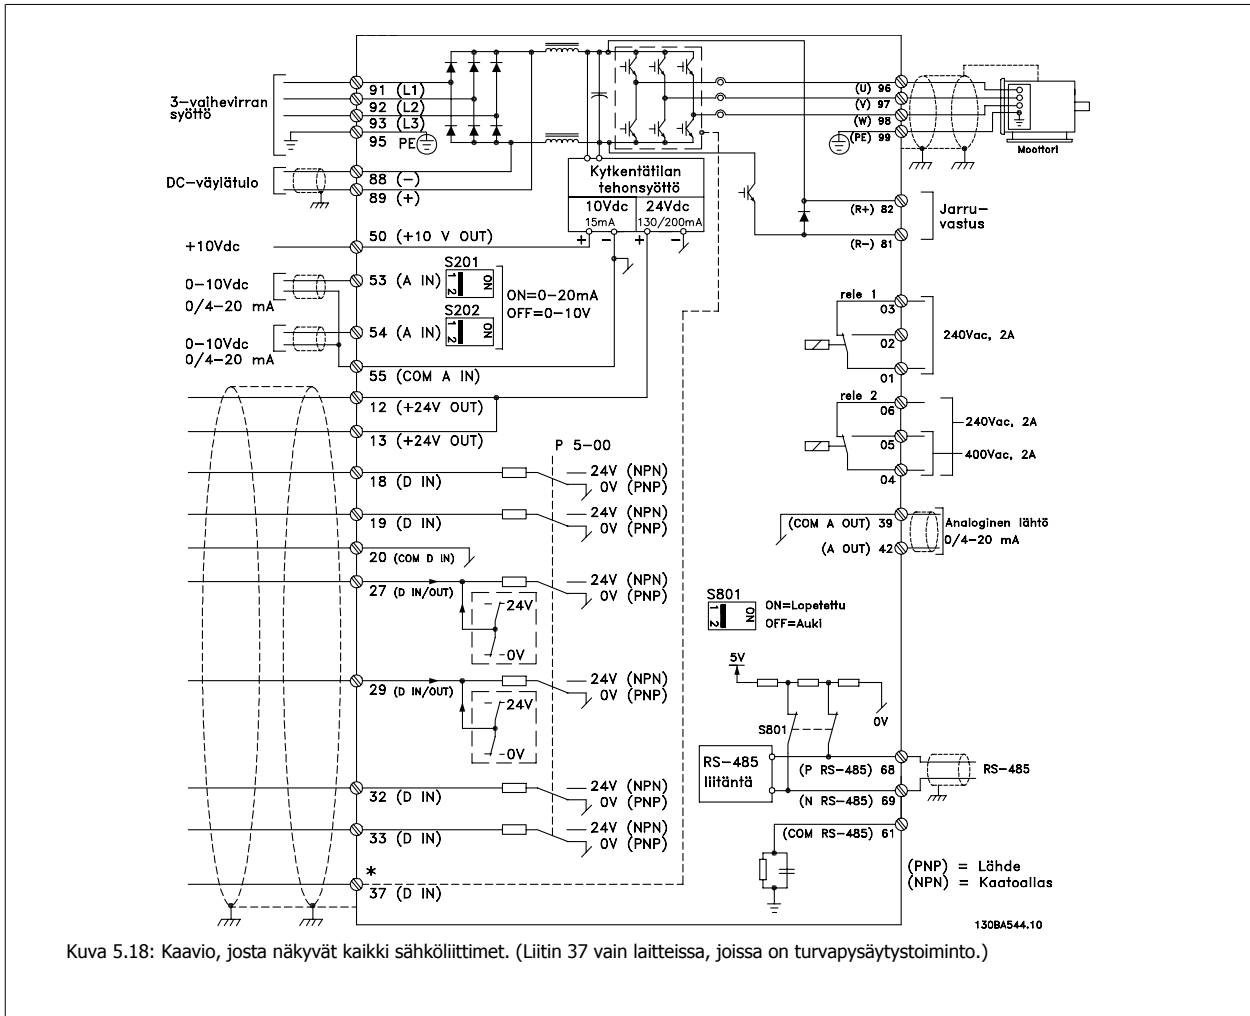 3-vaihevirran
syöttö
91 (L1)
92 (L2)
93 (L3)
95 PE
DC-väylätulo
88 (-)
89 (+)
+10Vdc
50 (+10 V OUT)
0-10Vdc
0/4-20 mA
53 (A IN)
S201
1 2
ON
ON=0-20mA
OFF=0-10V
0-10Vdc
0/4-20 mA
54 (A IN)
S202
1 2
ON
55 (COM A IN)
12 (+24V OUT)
13 (+24V OUT)
P 5-00
18 (D IN)
24V (NPN)
0V (PNP)
19 (D IN)
24V (NPN)
0V (PNP)
20 (COM D IN)
27 (D IN/OUT)
24V (NPN)
0V (PNP)
24V
0V
29 (D IN/OUT)
24V (NPN)
0V (PNP)
24V
0V
32 (D IN)
24V (NPN)
0V (PNP)
33 (D IN)
24V (NPN)
0V (PNP)
*
37 (D IN)
Kytkentätilan
tehonsyöttö
10Vdc
15mA
24Vdc
130/200mA
+ - + -
(U) 96
(V) 97
(W) 98
(PE) 99
Moottori
(R+) 82
(R-) 81
Jarru-
vastus
rele 1
03
02
01
240Vac, 2A
rele 2
06
05
04
240Vac, 2A
400Vac, 2A
(COM A OUT) 39
(A OUT) 42
Analoginen lähtö
0/4-20 mA
S801
1 2
ON
ON=Lopetettu
OFF=Auki
5V
0V
S801
RS-485
liitäntä
(P RS-485) 68
(N RS-485) 69
(COM RS-485) 61
RS-485
(PNP) = Lähde
(NPN) = Kaatoallas
130BA544.10
Kuva 5.18: Kaavio, josta näkyvät kaikki sähköliittimet. (Liitin 37 vain laitteissa, joissa on turvapysäytystoiminto.)